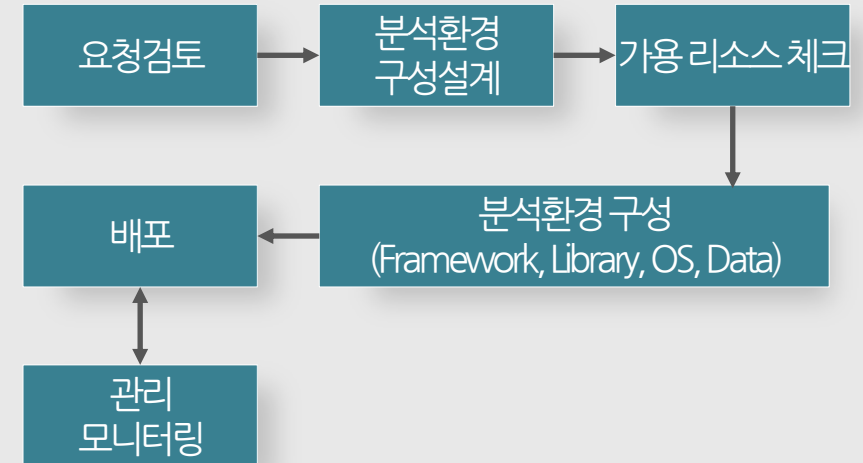 요청검토
분석환경
구성설계
가용 리소스 체크
분석환경 구성
(Framework, Library, OS, Data)
배포
관리
모니터링